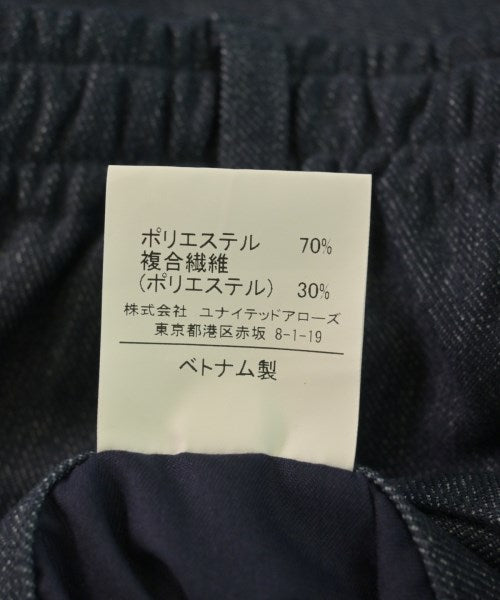 ポリエステル 70%
複合繊維
(ポリエステル) 30%
株式会社 ユナイテッドアローズ
東京都港区赤坂 8-1-19
ベトナム製